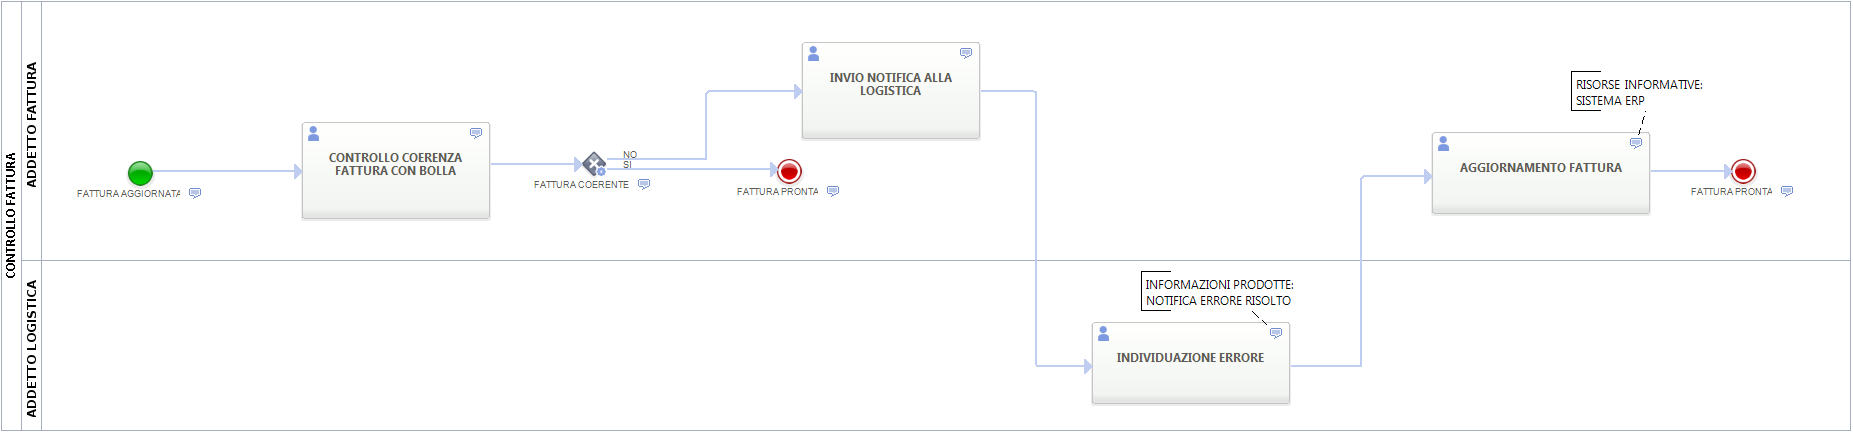 CONTROLLO FATTURA
ADDETTO FATTURA
FATTURA AGGIORNATA
CONTROLLO COERENZA
FATTURA CON BOLLA
FATTURA COERENTE
NO
SI
INVIO NOTIFICA ALLA
LOGISTICA
FATTURA PRONTA
RISORSE INFORMATIVE:
SISTEMA ERP
AGGIORNAMENTO FATTURA
FATTURA PRONTA
ADDETTO LOGISTICA
INFORMAZIONI PRODOTTE:
NOTIFICA ERRORE RISOLTO
INDIVIDUAZIONE ERRORE